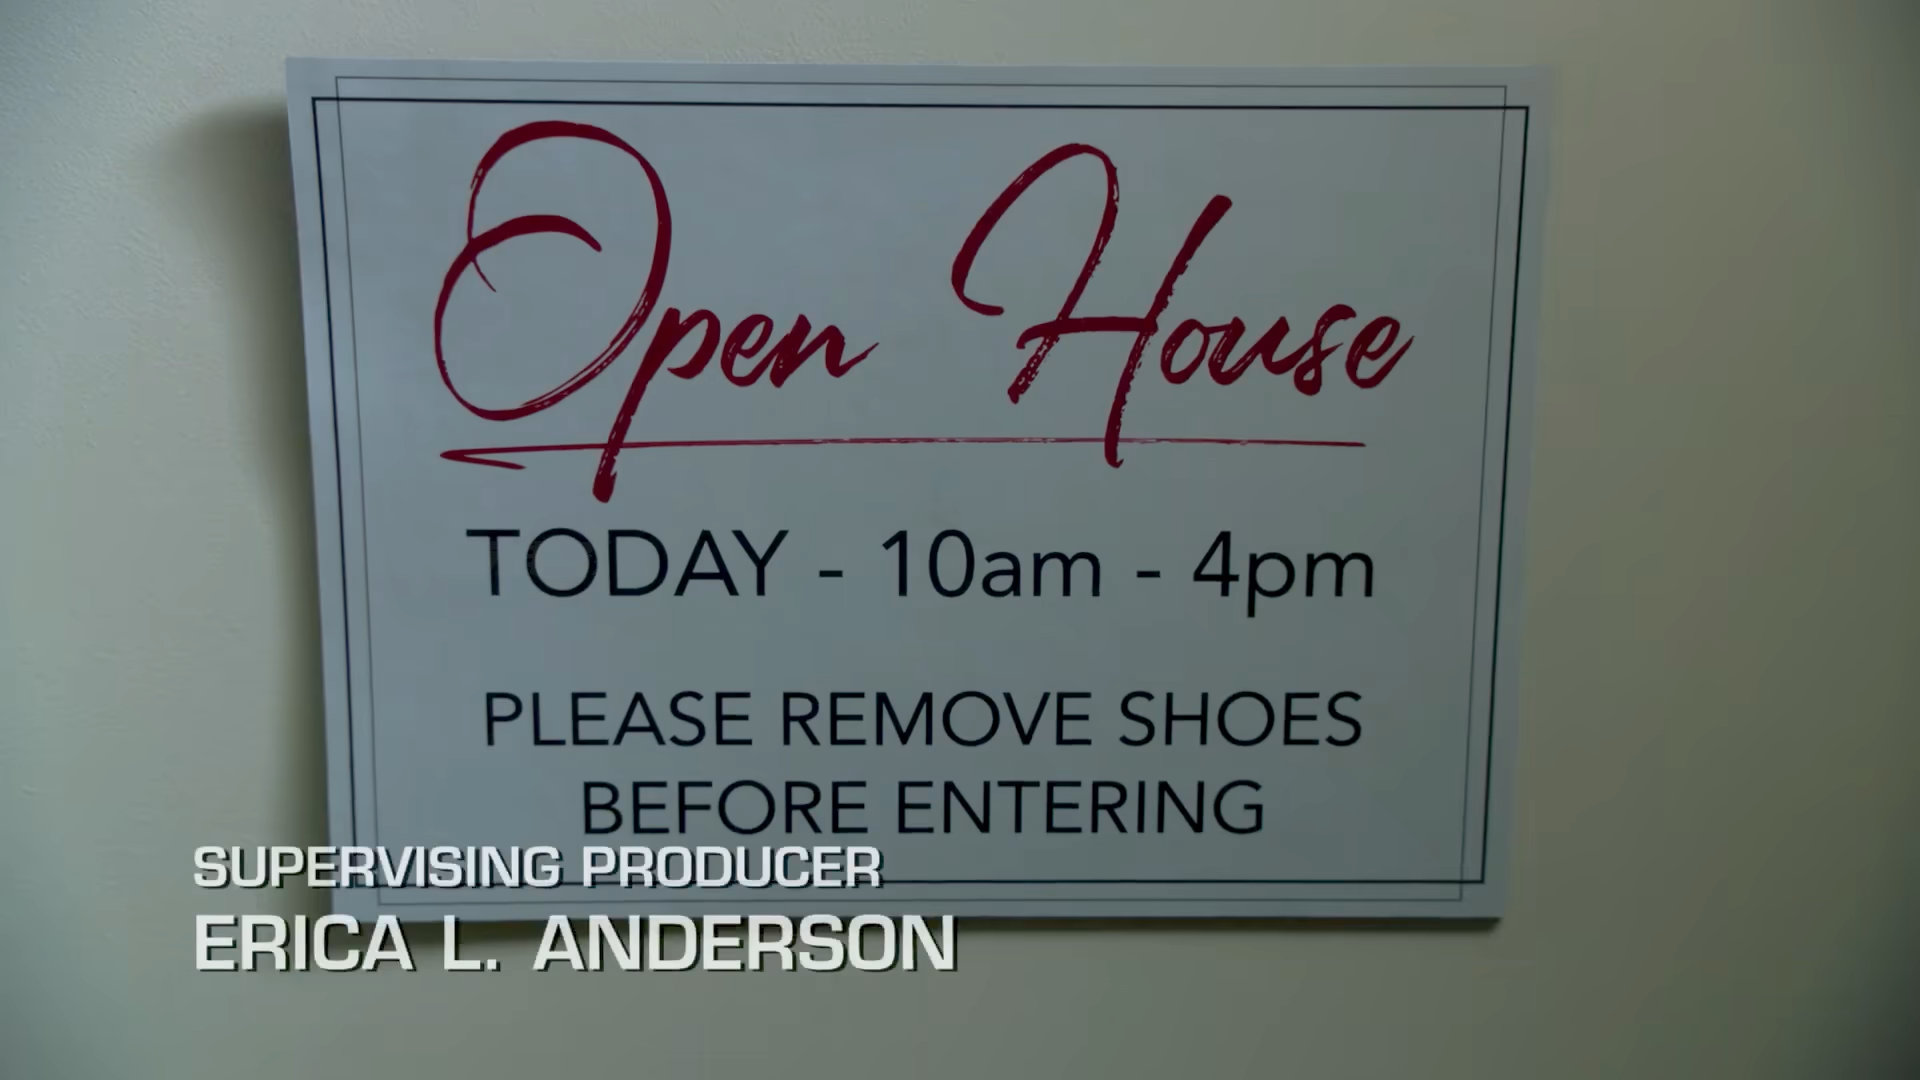 Open House
TODAY - 10am - 4pm
PLEASE REMOVE SHOES
BEFORE ENTERING
SUPERVISING PRODUCER
ERICA L. ANDERSON